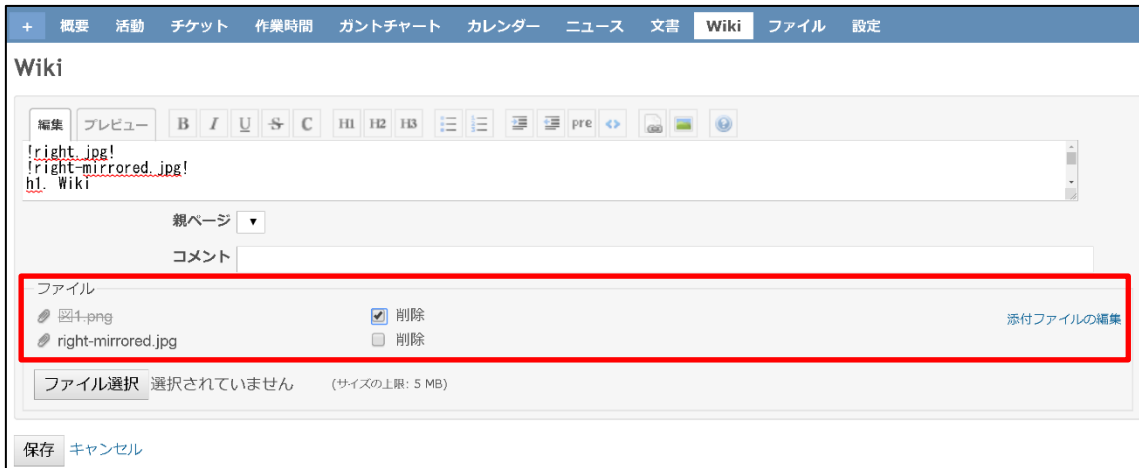 + 概要 活動 チケット 作業時間 ガントチャート カレンダー ニュース 文書 Wiki ファイル 設定
Wiki
編集 プレビュー B I U S C H1 H2 H3 pre <>
!right.jpg!
!right-mirrored.jpg!
h1. Wiki
親ページ
コメント
ファイル
図1.png 削除
添付ファイルの編集
right-mirrored.jpg 削除
ファイル選択 選択されていません (サイズの上限: 5 MB)
保存 キャンセル